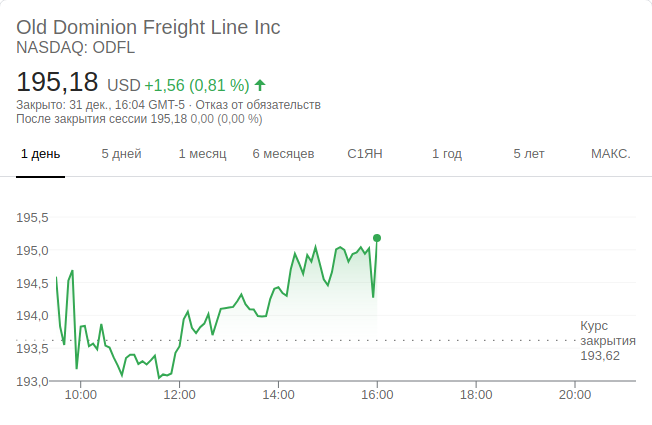 Old Dominion Freight Line Inc
NASDAQ: ODFL
195,18 USD +1,56 (0,81 %)
Закрыто: 31 дек., 16:04 GMT-5 · Отказ от обязательств
После закрытия сессии 195,18 0,00 (0,00 %)
1 день 5 дней 1 месяц 6 месяцев С1ЯН 1 год 5 лет МАКС.
195,5
195,0
194,5
194,0
193,5
193,0
Курс
закрытия
193,62
10:00 12:00 14:00 16:00 18:00 20:00